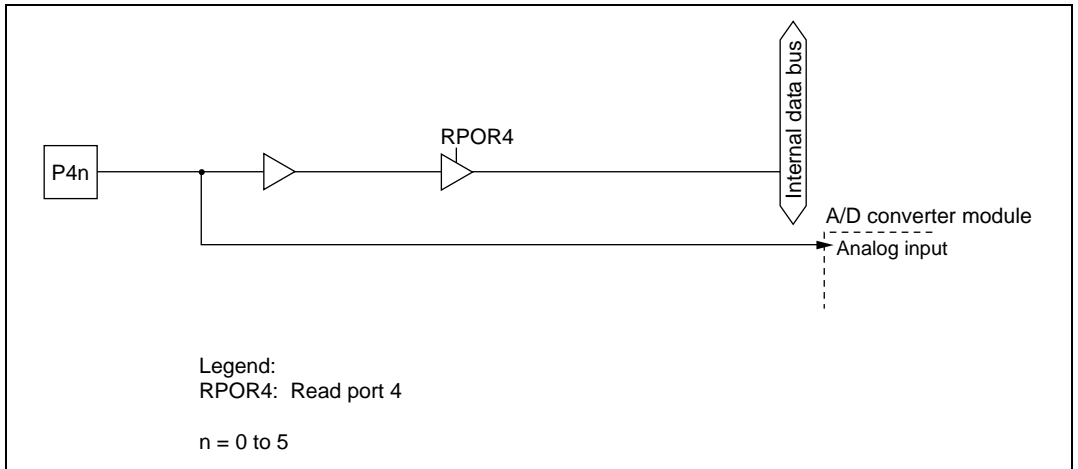 Internal data bus
RPOR4
P4n
A/D converter module
Analog input
Legend:
RPOR4: Read port 4
n = 0 to 5